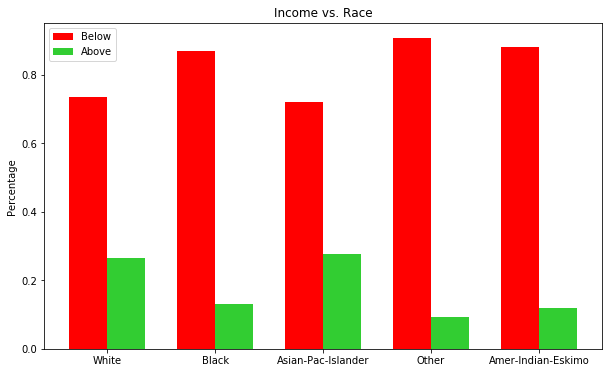 Income vs. Race
Below
Above
Percentage
0.8
0.6
0.4
0.2
0.0
White Black Asian-Pac-Islander Other Amer-Indian-Eskimo